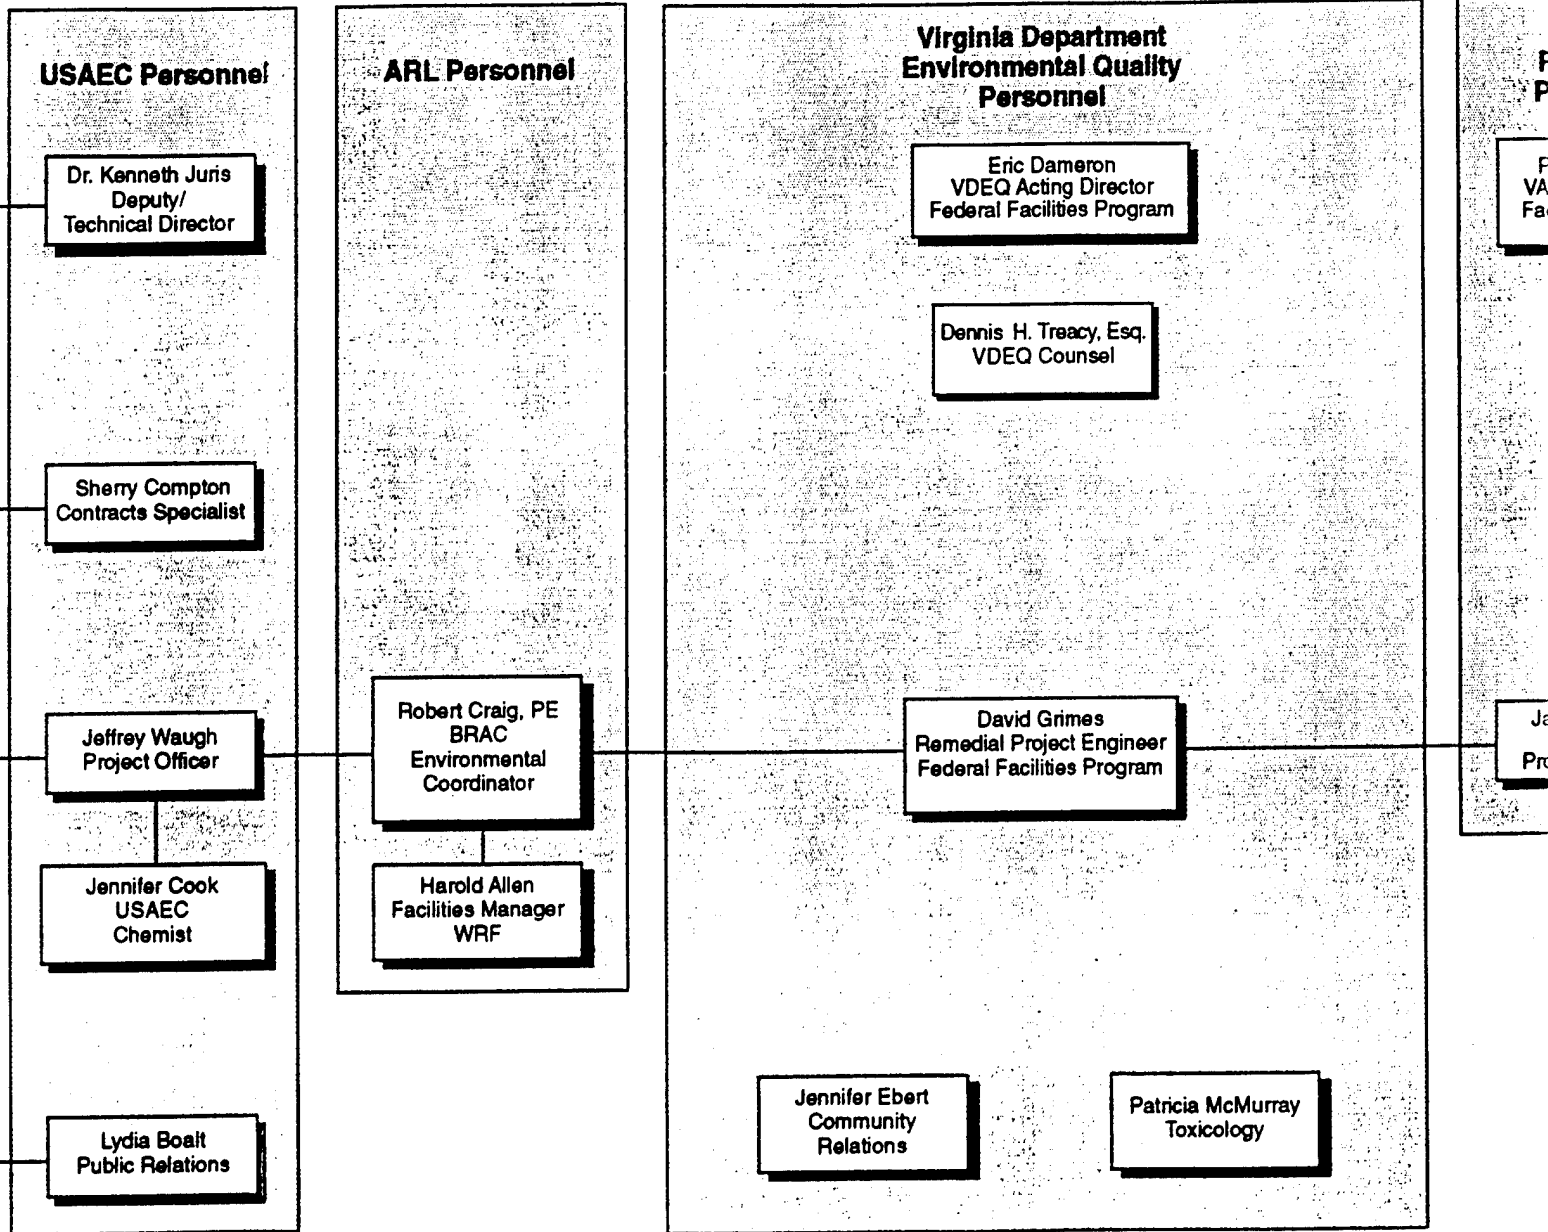 USAEC Personnel
Dr. Kenneth Juris
Deputy/
Technical Director
Sherry Compton
Contracts Specialist
Jeffrey Waugh
Project Officer
Jennifer Cook
USAEC
Chemist
Lydia Boalt
Public Relations
ARL Personnel
Robert Craig, PE
BRAC
Environmental
Coordinator
Harold Allen
Facilities Manager
WRF
Virginia Department
Environmental Quality
Personnel
Eric Dameron
VDEQ Acting Director
Federal Facilities Program
Dennis H. Treacy, Esq.
VDEQ Counsel
David Grimes
Remedial Project Engineer
Federal Facilities Program
Jennifer Ebert
Community
Relations
Patricia McMurray
Toxicology